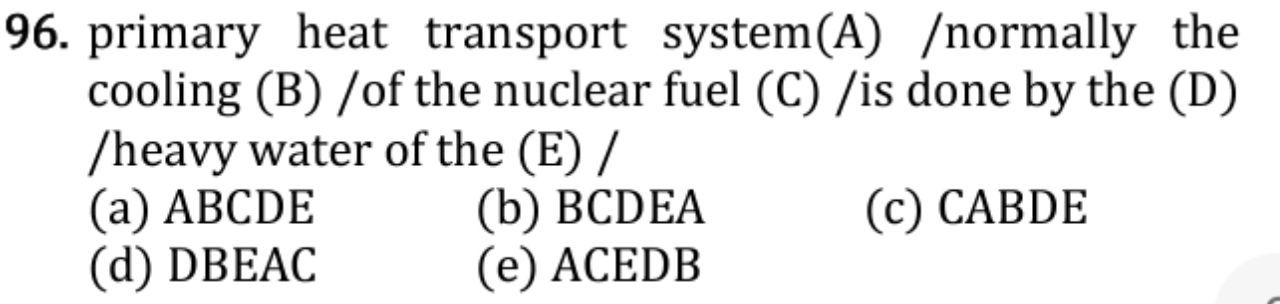 96. primary heat transport system(A) /normally the
cooling (B) /of the nuclear fuel (C) /is done by the (D)
/heavy water of the (E) /
(a) ABCDE (b) BCDEA (c) CABDE
(d) DBEAC (e) ACEDB